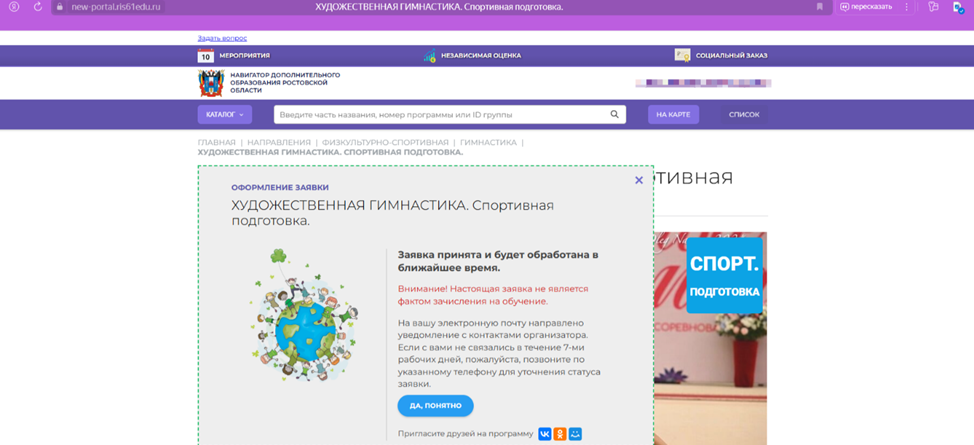 new-portal.ris61edu.ru
ХУДОЖЕСТВЕННАЯ ГИМНАСТИКА. Спортивная подготовка.
пересказать
Задать вопрос
10 МЕРОПРИЯТИЯ
НЕЗАВИСИМАЯ ОЦЕНКА
СОЦИАЛЬНЫЙ ЗАКАЗ
НАВИГАТОР ДОПОЛНИТЕЛЬНОГО
ОБРАЗОВАНИЯ РОСТОВСКОЙ
ОБЛАСТИ
КАТАЛОГ
Введите часть названия, номер программы или ID группы
НА КАРТЕ
СПИСОК
ГЛАВНАЯ | НАПРАВЛЕНИЯ | ФИЗКУЛЬТУРНО-СПОРТИВНАЯ | ГИМНАСТИКА |
ХУДОЖЕСТВЕННАЯ ГИМНАСТИКА. СПОРТИВНАЯ ПОДГОТОВКА.
тивная
ОФОРМЛЕНИЕ ЗАЯВКИ
ХУДОЖЕСТВЕННАЯ ГИМНАСТИКА. Спортивная
подготовка.
Заявка принята и будет обработана в
ближайшее время.
Внимание! Настоящая заявка не является
фактом зачисления на обучение.
На вашу электронную почту направлено
уведомление с контактами организатора.
Если с вами не связались в течение 7-ми
рабочих дней, пожалуйста, позвоните по
указанному телефону для уточнения статуса
заявки.
ДА, ПОНЯТНО
Пригласите друзей на программу
СПОРТ.
ПОДГОТОВКА
СОРЕВНОВ